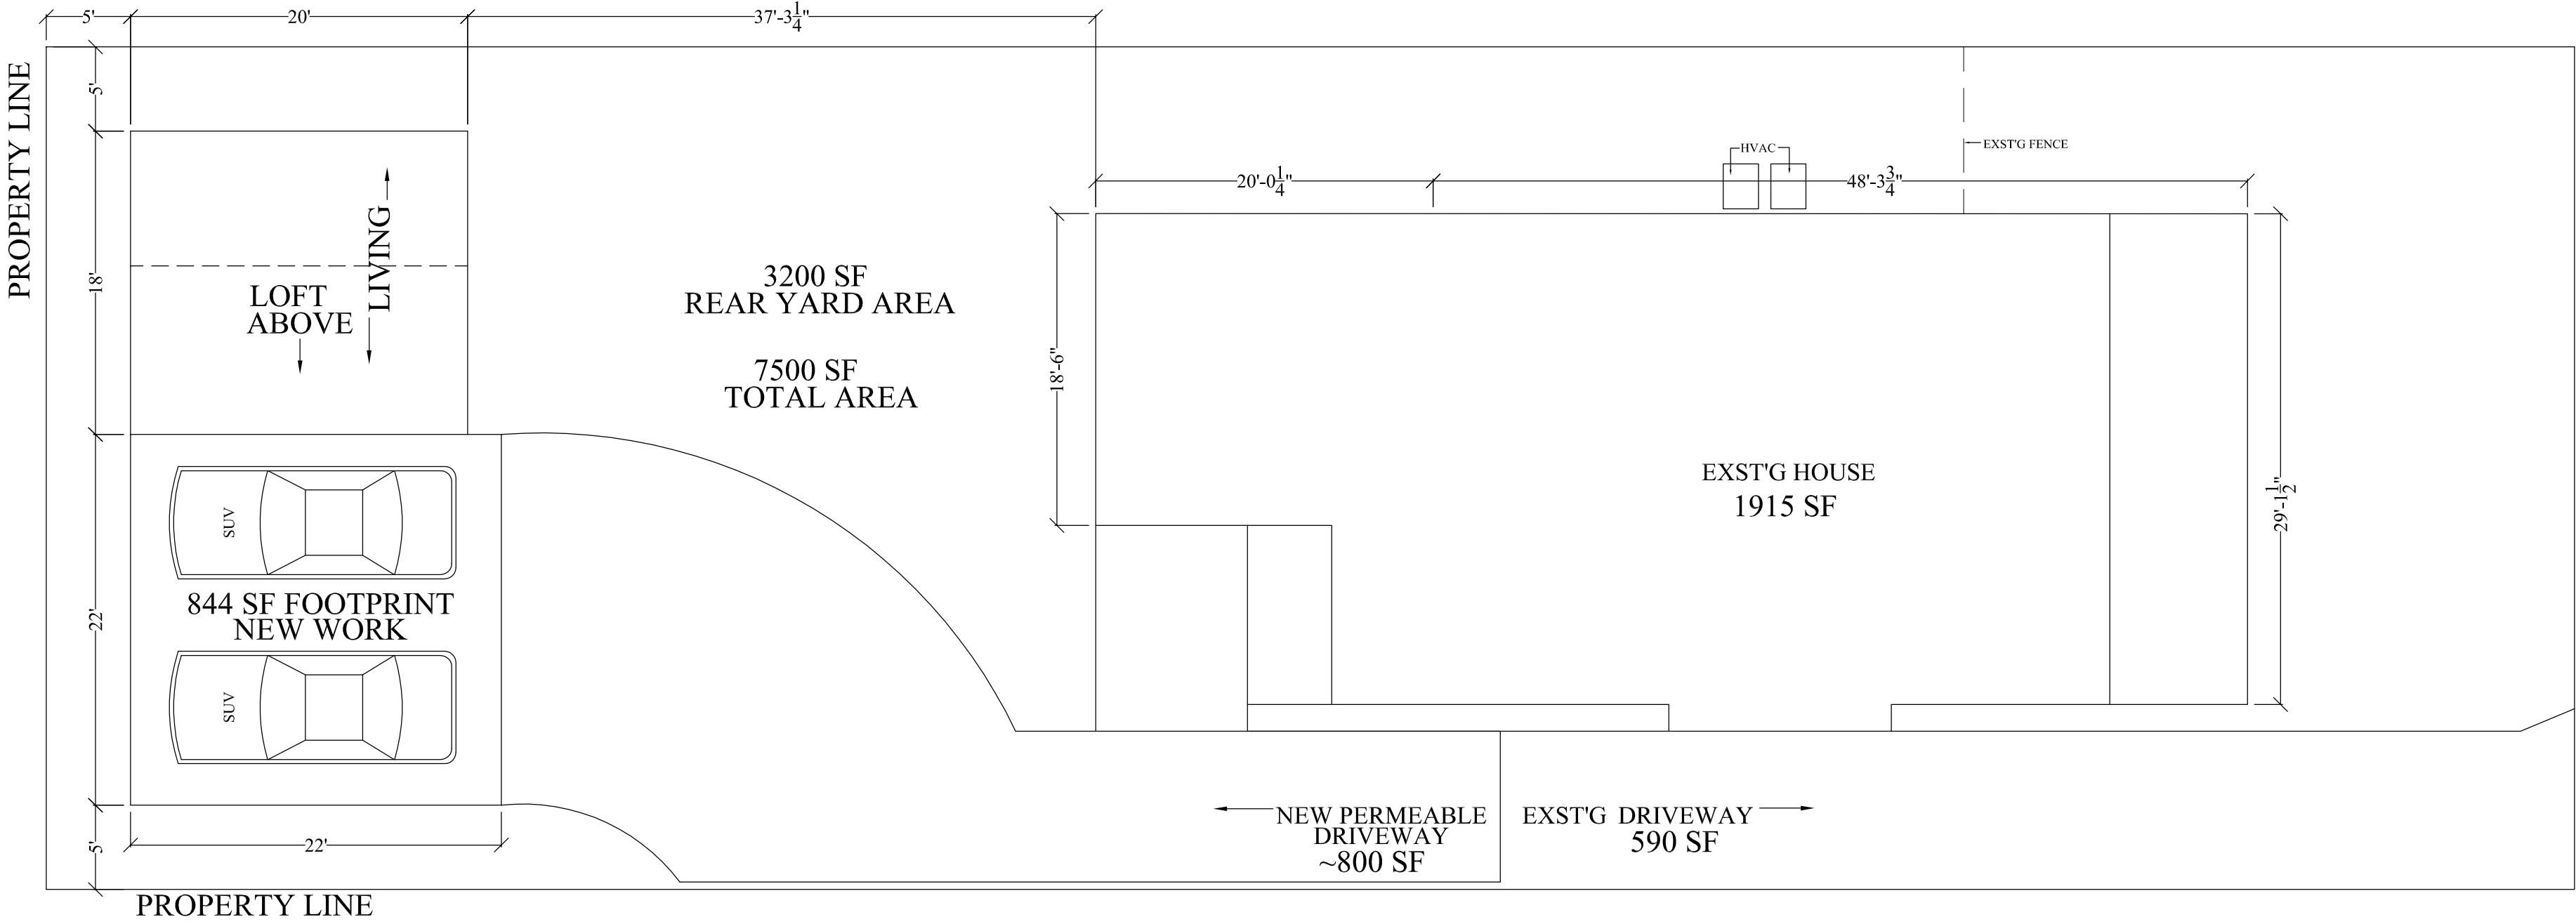 5'
20'
37'-3 1/4"
PROPERTY LINE
5'
HVAC
EXST'G FENCE
20'-0 1/4"
48'-3 3/4"
LIVING
18'
LOFT
ABOVE
3200 SF
REAR YARD AREA
7500 SF
TOTAL AREA
18'-6"
EXST'G HOUSE
1915 SF
29'-1 1/2"
SUV
844 SF FOOTPRINT
NEW WORK
22'
SUV
NEW PERMEABLE
DRIVEWAY
~800 SF
EXST'G DRIVEWAY
590 SF
22'
5'
PROPERTY LINE